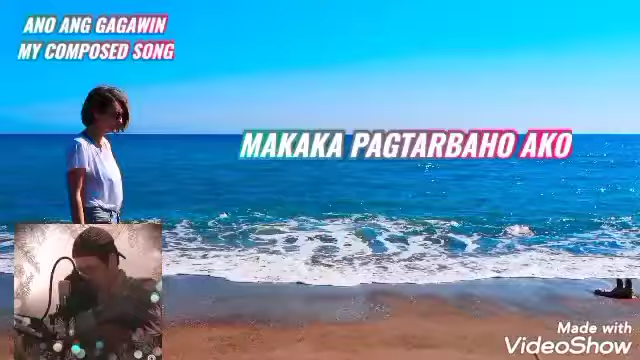 ANO ANG GAGAWIN
MY COMPOSED SONG
MAKAKA PAGTARBAHO AKO
Made with
VideoShow